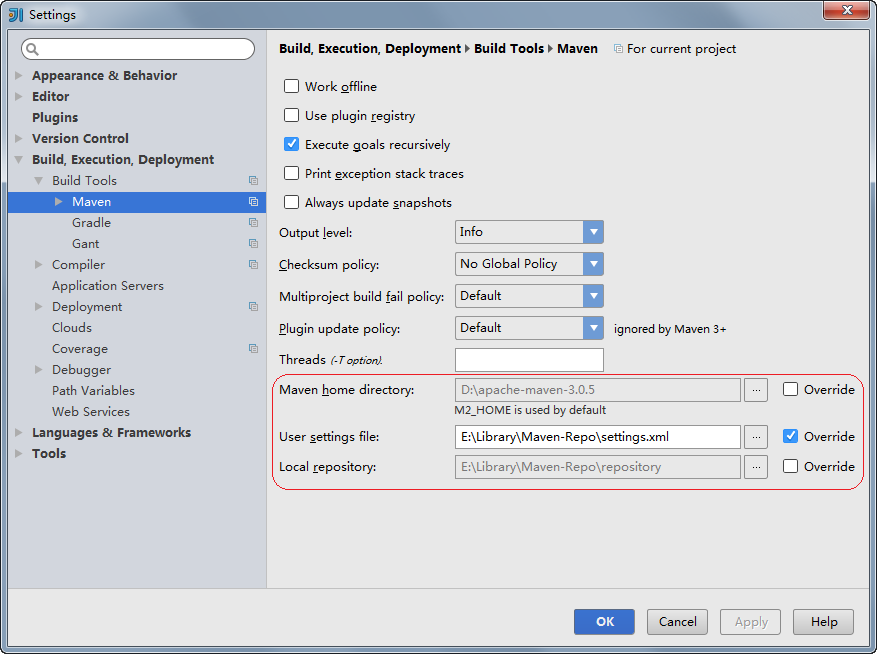 Settings
Appearance & Behavior
Editor
Plugins
Version Control
Build, Execution, Deployment
Build Tools
Maven
Gradle
Gant
Compiler
Application Servers
Deployment
Clouds
Coverage
Debugger
Path Variables
Web Services
Languages & Frameworks
Tools
Build, Execution, Deployment Build Tools Maven For current project
Work offline
Use plugin registry
Execute goals recursively
Print exception stack traces
Always update snapshots
Output level: Info
Checksum policy: No Global Policy
Multiproject build fail policy: Default
Plugin update policy: Default ignored by Maven 3+
Threads (-T option).
Maven home directory: D:\apache-maven-3.0.5 ... Override
M2_HOME is used by default
User settings file: E:\Library\Maven-Repo\settings.xml ... Override
Local repository: E:\Library\Maven-Repo\repository ... Override
OK Cancel Apply Help